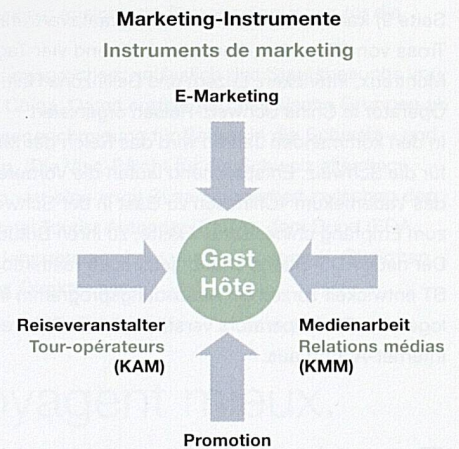 Marketing-Instrumente
Instruments de marketing
E-Marketing
Gast
Hôte
Reiseveranstalter
Tour-opérateurs
(KAM)
Medienarbeit
Relations médias
(KMM)
Promotion